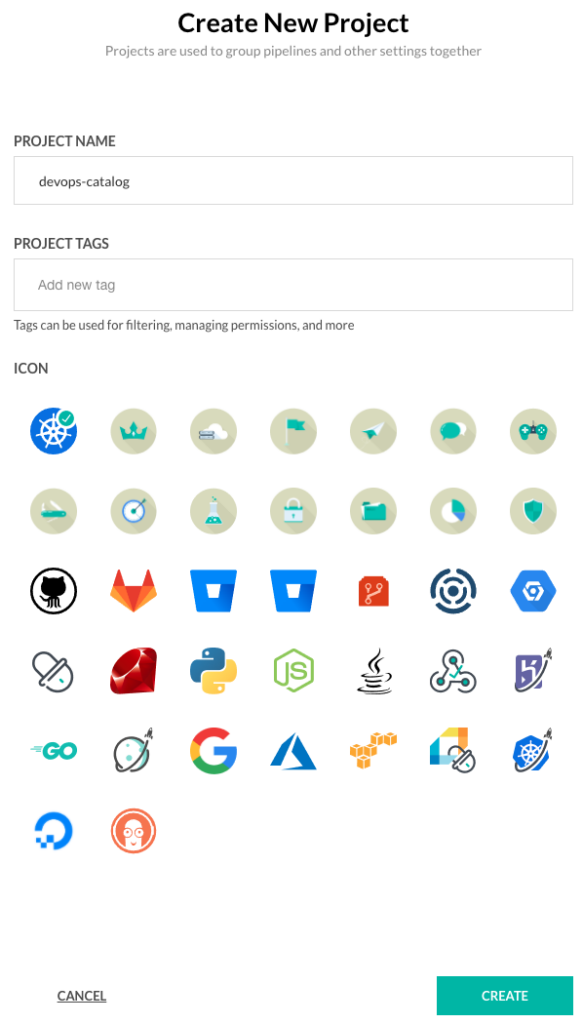 Create New Project
Projects are used to group pipelines and other settings together
PROJECT NAME
devops-catalog
PROJECT TAGS
Add new tag
Tags can be used for filtering, managing permissions, and more
ICON
JS
GO
CANCEL
CREATE